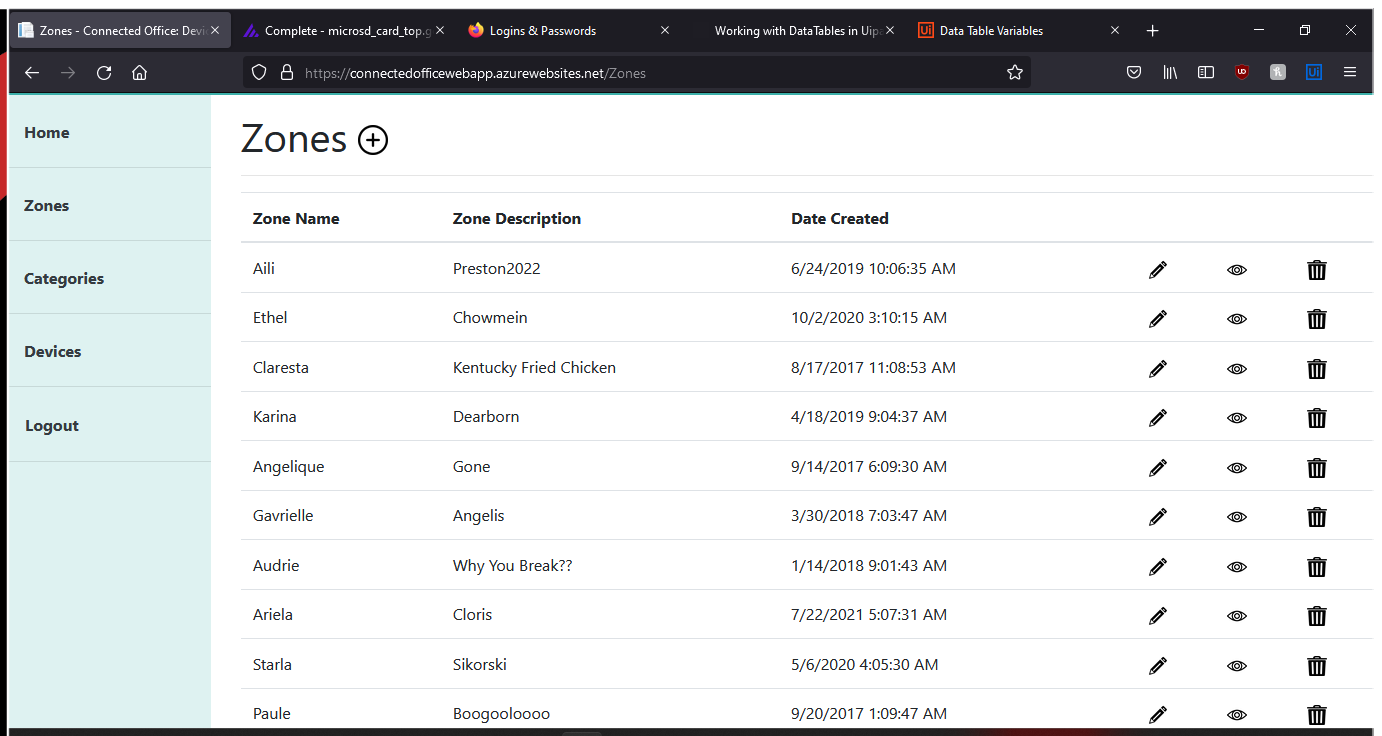 Zones - Connected Office: Devi
Complete - microsd_card_top.g
Logins & Passwords
Working with DataTables in Uipa
Ui Data Table Variables
https://connectedofficewebapp.azurewebsites.net/Zones
Ui
Home
Zones
Categories
Devices
Logout
Zones
Zone Name Zone Description Date Created
Aili Preston2022 6/24/2019 10:06:35 AM
Ethel Chowmein 10/2/2020 3:10:15 AM
Claresta Kentucky Fried Chicken 8/17/2017 11:08:53 AM
Karina Dearborn 4/18/2019 9:04:37 AM
Angelique Gone 9/14/2017 6:09:30 AM
Gavrielle Angelis 3/30/2018 7:03:47 AM
Audrie Why You Break?? 1/14/2018 9:01:43 AM
Ariela Cloris 7/22/2021 5:07:31 AM
Starla Sikorski 5/6/2020 4:05:30 AM
Paule Boogooloooo 9/20/2017 1:09:47 AM